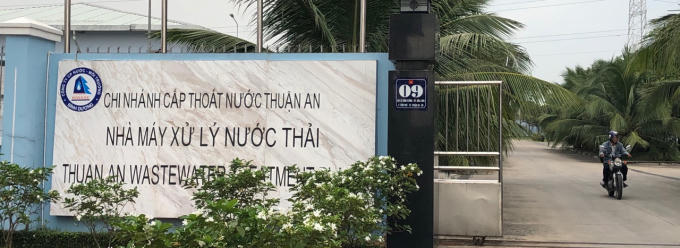 CHI NHÁNH CẤP THOÁT NƯỚC THUẬN AN
NHÀ MÁY XỬ LÝ NƯỚC THẢI
THUAN AN WASTEWATER
09